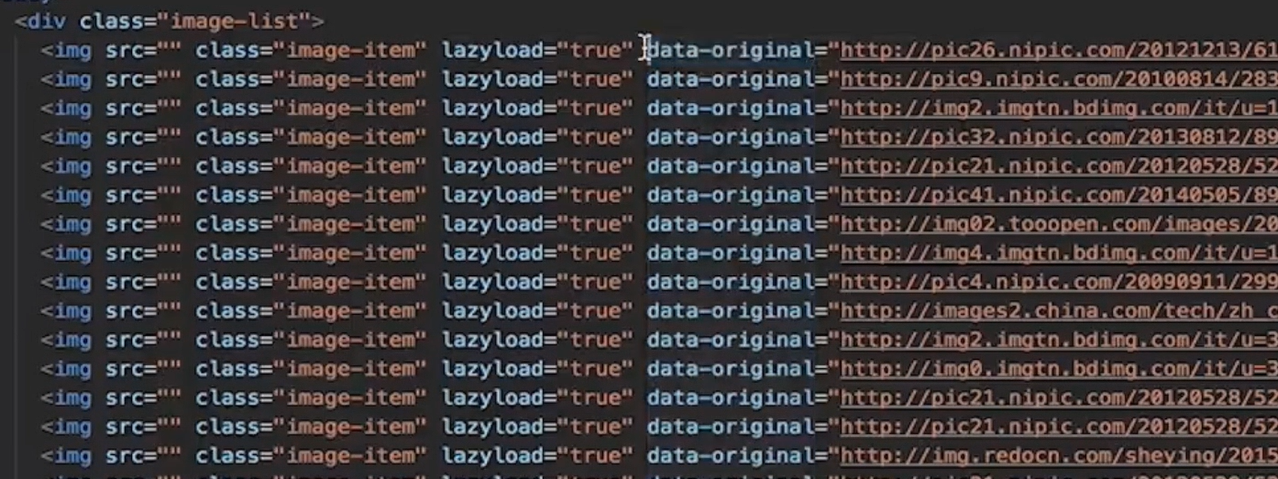 <div class="image-list">
<img src="" class="image-item" lazyload="true" data-original="http://pic26.nipic.com/20121213/61
<img src="" class="image-item" lazyload="true" data-original="http://pic9.nipic.com/20100814/283
<img src="" class="image-item" lazyload="true" data-original="http://img2.imgtn.bdimg.com/it/u=1
<img src="" class="image-item" lazyload="true" data-original="http://pic32.nipic.com/20130812/89
<img src="" class="image-item" lazyload="true" data-original="http://pic21.nipic.com/20120528/52
<img src="" class="image-item" lazyload="true" data-original="http://pic41.nipic.com/20140505/89
<img src="" class="image-item" lazyload="true" data-original="http://img02.tooopen.com/images/20
<img src="" class="image-item" lazyload="true" data-original="http://img4.imgtn.bdimg.com/it/u=1
<img src="" class="image-item" lazyload="true" data-original="http://pic4.nipic.com/20090911/299
<img src="" class="image-item" lazyload="true" data-original="http://images2.china.com/tech/zh_c
<img src="" class="image-item" lazyload="true" data-original="http://img2.imgtn.bdimg.com/it/u=3
<img src="" class="image-item" lazyload="true" data-original="http://img0.imgtn.bdimg.com/it/u=3
<img src="" class="image-item" lazyload="true" data-original="http://pic21.nipic.com/20120528/52
<img src="" class="image-item" lazyload="true" data-original="http://pic21.nipic.com/20120528/52
<img src="" class="image-item" lazyload="true" data-original="http://img.redocn.com/sheying/2015